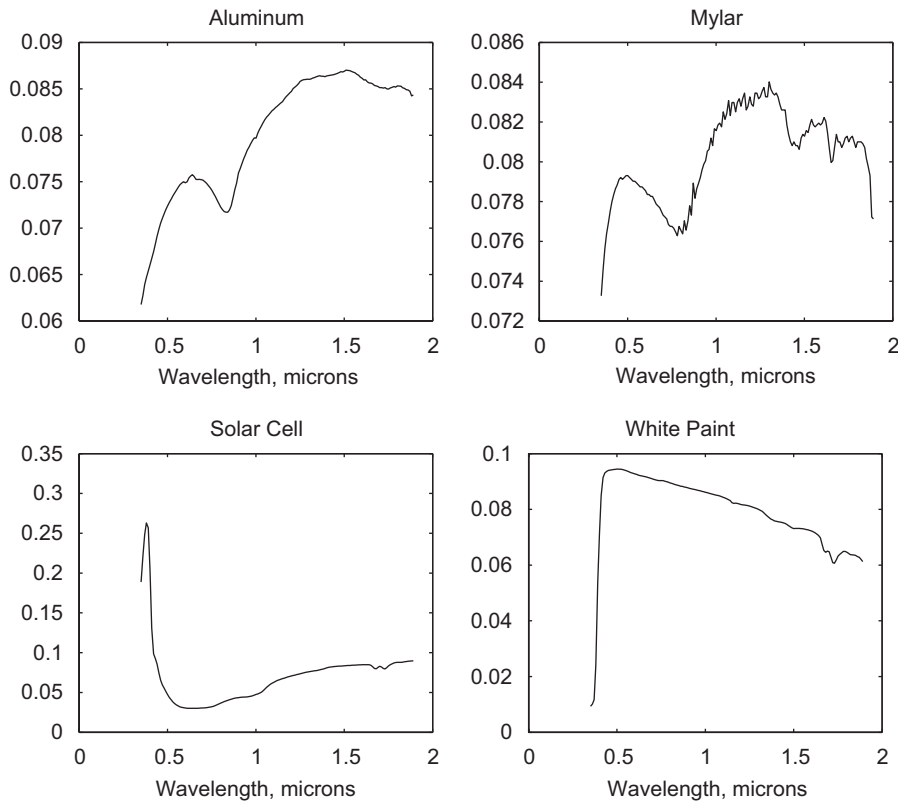 Aluminum
0.09
0.085
0.08
0.075
0.07
0.065
0.06
0 0.5 1 1.5 2
Wavelength, microns
Mylar
0.086
0.084
0.082
0.08
0.078
0.076
0.074
0.072
0 0.5 1 1.5 2
Wavelength, microns
Solar Cell
0.35
0.3
0.25
0.2
0.15
0.1
0.05
0
0 0.5 1 1.5 2
Wavelength, microns
White Paint
0.1
0.08
0.06
0.04
0.02
0
0 0.5 1 1.5 2
Wavelength, microns